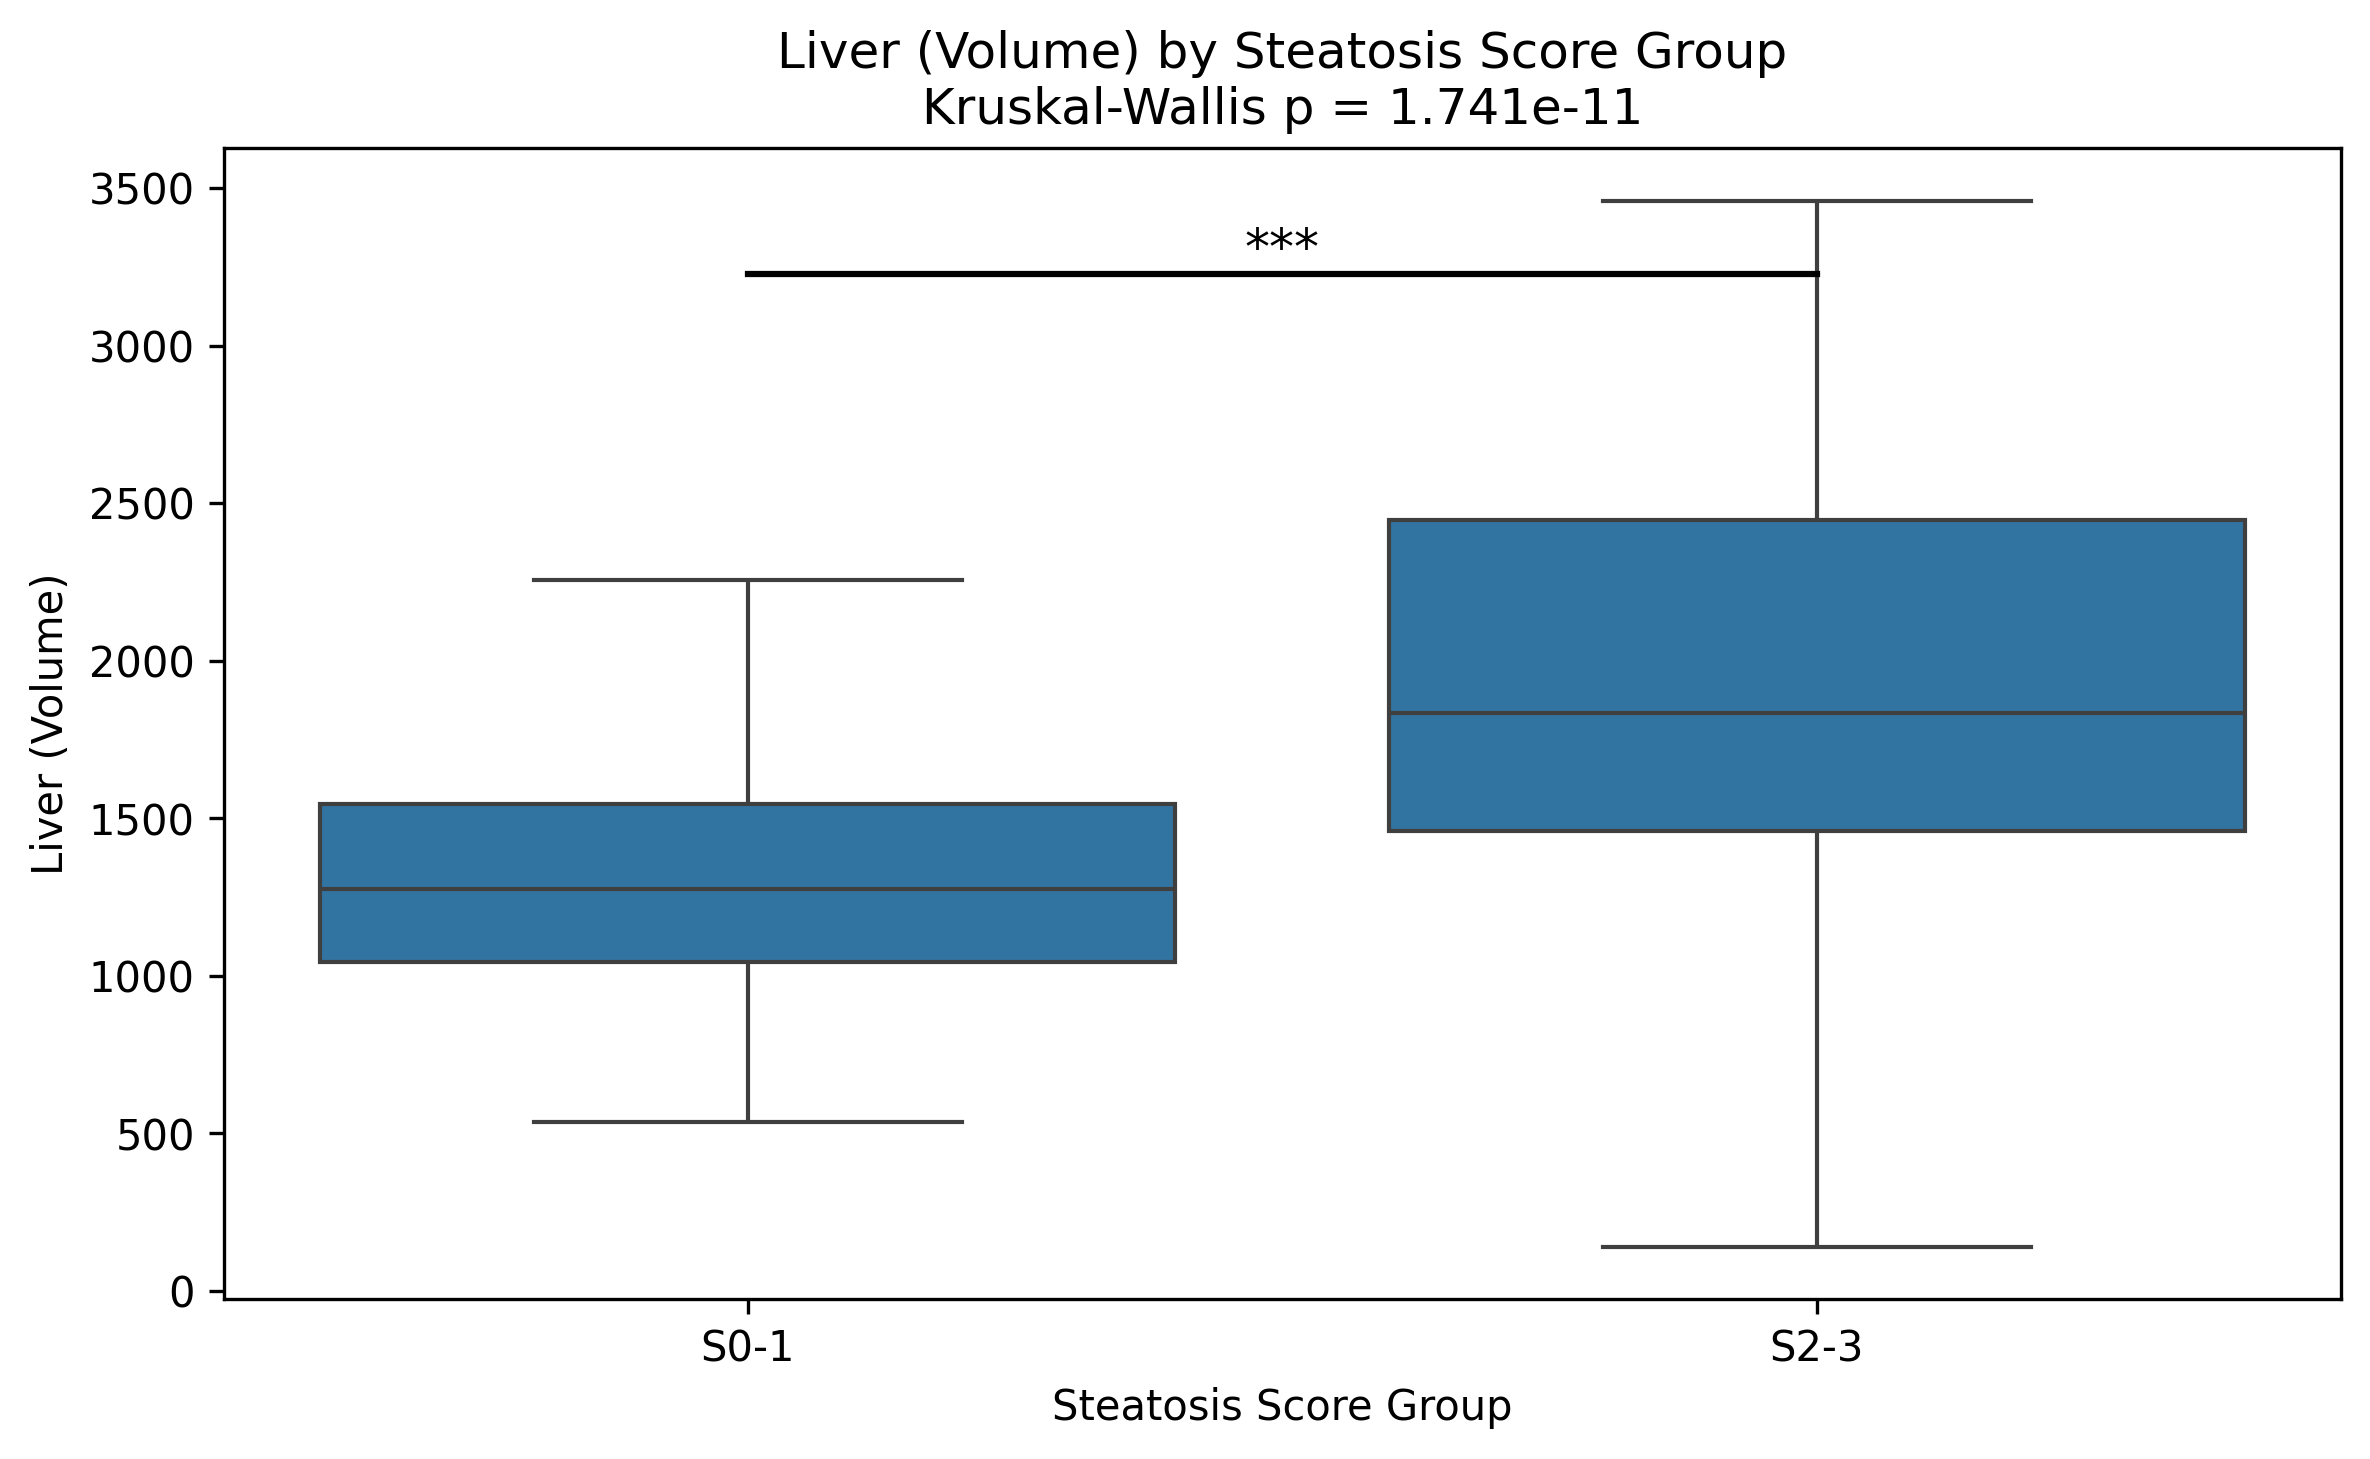 Liver (Volume) by Steatosis Score Group
Kruskal-Wallis p = 1.741e-11
3500
3000
2500
2000
1500
1000
500
0
Liver (Volume)
***
S0-1
S2-3
Steatosis Score Group